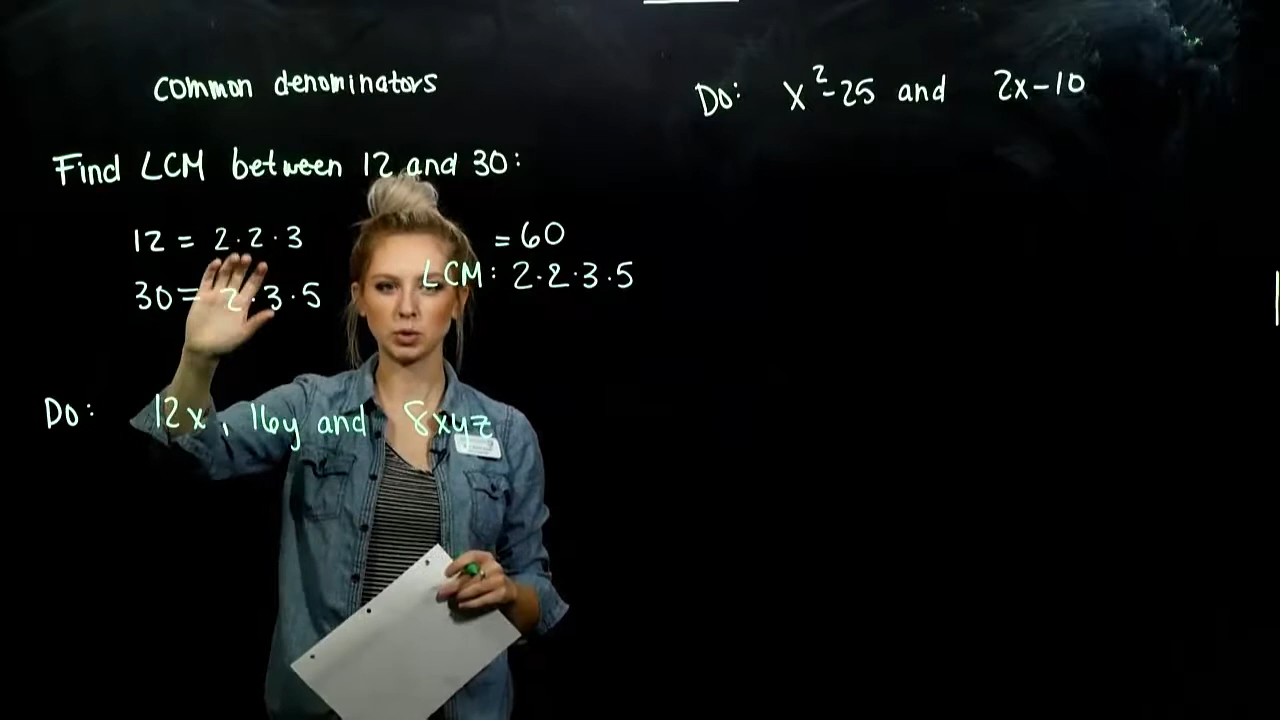 common denominators
Find LCM between 12 and 30:
12 = 2·2·3
30 = 2·3·5
= 60
LCM: 2·2·3·5
Do: 12x, 16y and 8xyz
Do: x²-25 and 2x-10